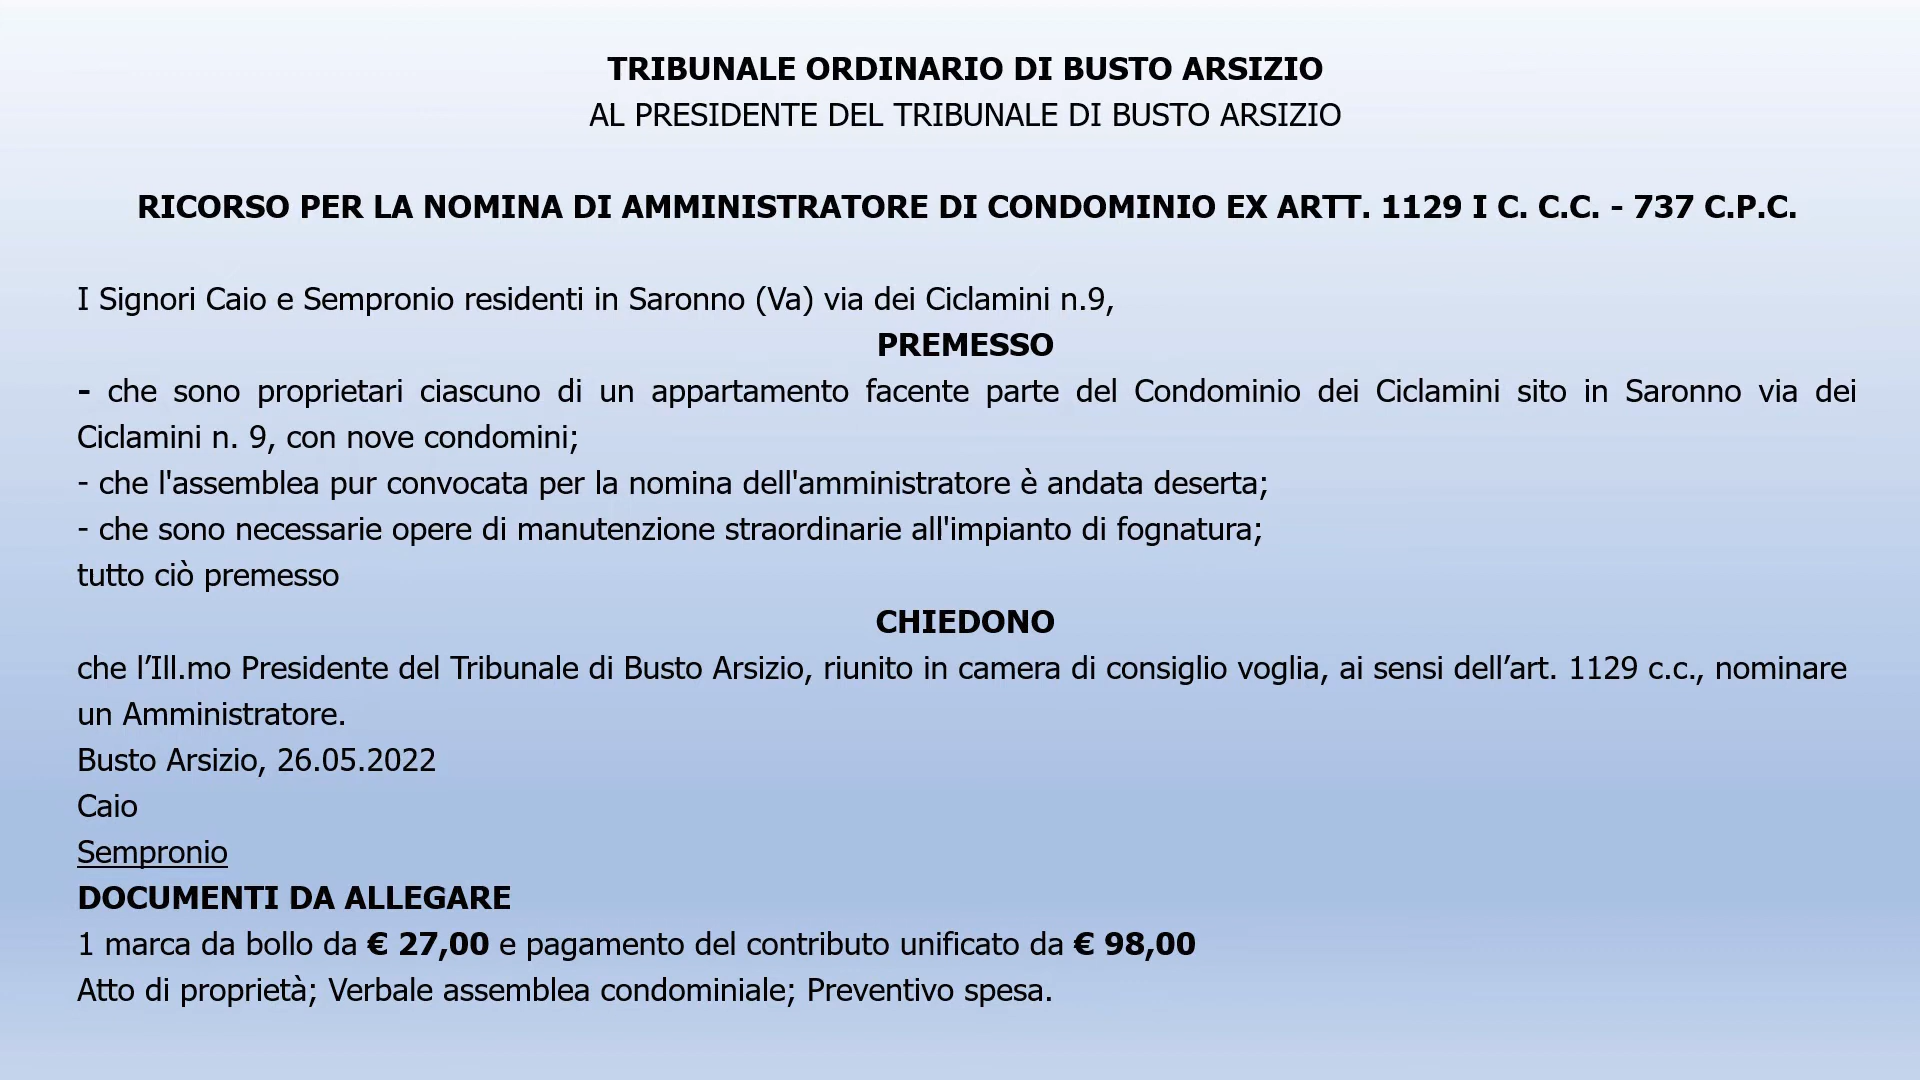 TRIBUNALE ORDINARIO DI BUSTO ARSIZIO
AL PRESIDENTE DEL TRIBUNALE DI BUSTO ARSIZIO
RICORSO PER LA NOMINA DI AMMINISTRATORE DI CONDOMINIO EX ARTT. 1129 I C. C.C. - 737 C.P.C.
I Signori Caio e Sempronio residenti in Saronno (Va) via dei Ciclamini n.9,
PREMESSO
- che sono proprietari ciascuno di un appartamento facente parte del Condominio dei Ciclamini sito in Saronno via dei
Ciclamini n. 9, con nove condomini;
- che l'assemblea pur convocata per la nomina dell'amministratore è andata deserta;
- che sono necessarie opere di manutenzione straordinarie all'impianto di fognatura;
tutto ciò premesso
CHIEDONO
che l’Ill.mo Presidente del Tribunale di Busto Arsizio, riunito in camera di consiglio voglia, ai sensi dell’art. 1129 c.c., nominare
un Amministratore.
Busto Arsizio, 26.05.2022
Caio
Sempronio
DOCUMENTI DA ALLEGARE
1 marca da bollo da € 27,00 e pagamento del contributo unificato da € 98,00
Atto di proprietà; Verbale assemblea condominiale; Preventivo spesa.